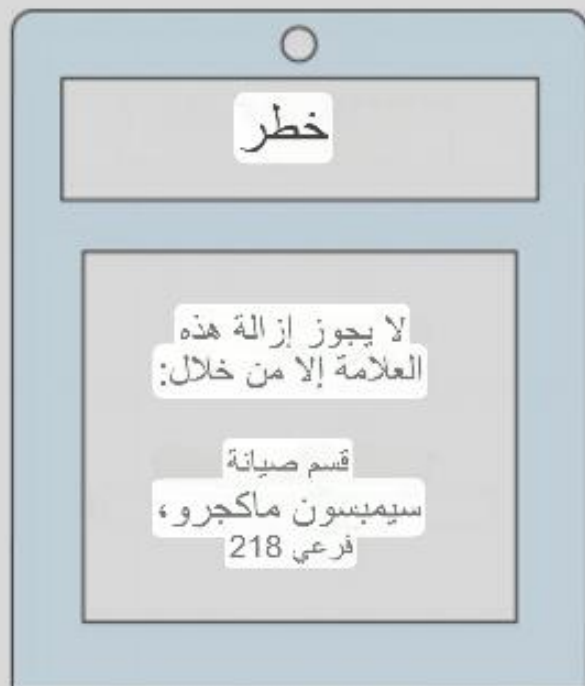 خطر
لا يجوز إزالة هذه
العلامة إلا من خلال:
قسم صيانة
سيمبسون ماكجرو،
فرعي 218